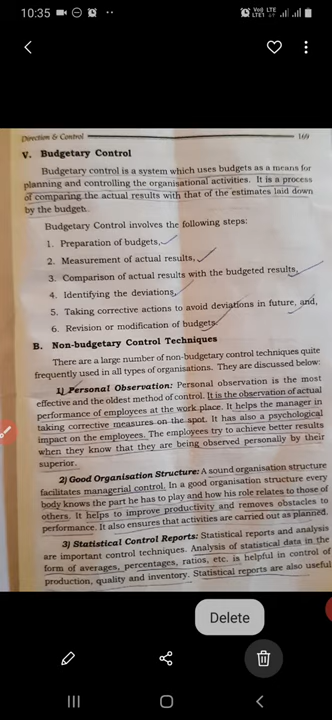 10:35
Vo) LTE
LTE1
Direction & Control
169
V. Budgetary Control
Budgetary control is a system which uses budgets as a means for
planning and controlling the organisational activities. It is a process
of comparing the actual results with that of the estimates laid down
by the budget.
Budgetary Control involves the following steps:
1. Preparation of budgets,
2. Measurement of actual results,
3. Comparison of actual results with the budgeted results,
4. Identifying the deviations,
5. Taking corrective actions to avoid deviations in future, and,
6. Revision or modification of budgets.
B. Non-budgetary Control Techniques
There are a large number of non-budgetary control techniques quite
frequently used in all types of organisations. They are discussed below:
1) Personal Observation: Personal observation is the most
effective and the oldest method of control. It is the observation of actual
performance of employees at the work place. It helps the manager in
taking corrective measures on the spot. It has also a psychological
impact on the employees. The employees try to achieve better results
when they know that they are being observed personally by their
superior.
2) Good Organisation Structure: A sound organisation structure
facilitates managerial control. In a good organisation structure every
body knows the part he has to play and how his role relates to those of
others. It helps to improve productivity and removes obstacles to
performance. It also ensures that activities are carried out as planned.
3) Statistical Control Reports: Statistical reports and analysis
are important control techniques. Analysis of statistical data in the
form of averages, percentages, ratios, etc. is helpful in control of
production, quality and inventory. Statistical reports are also useful
Delete